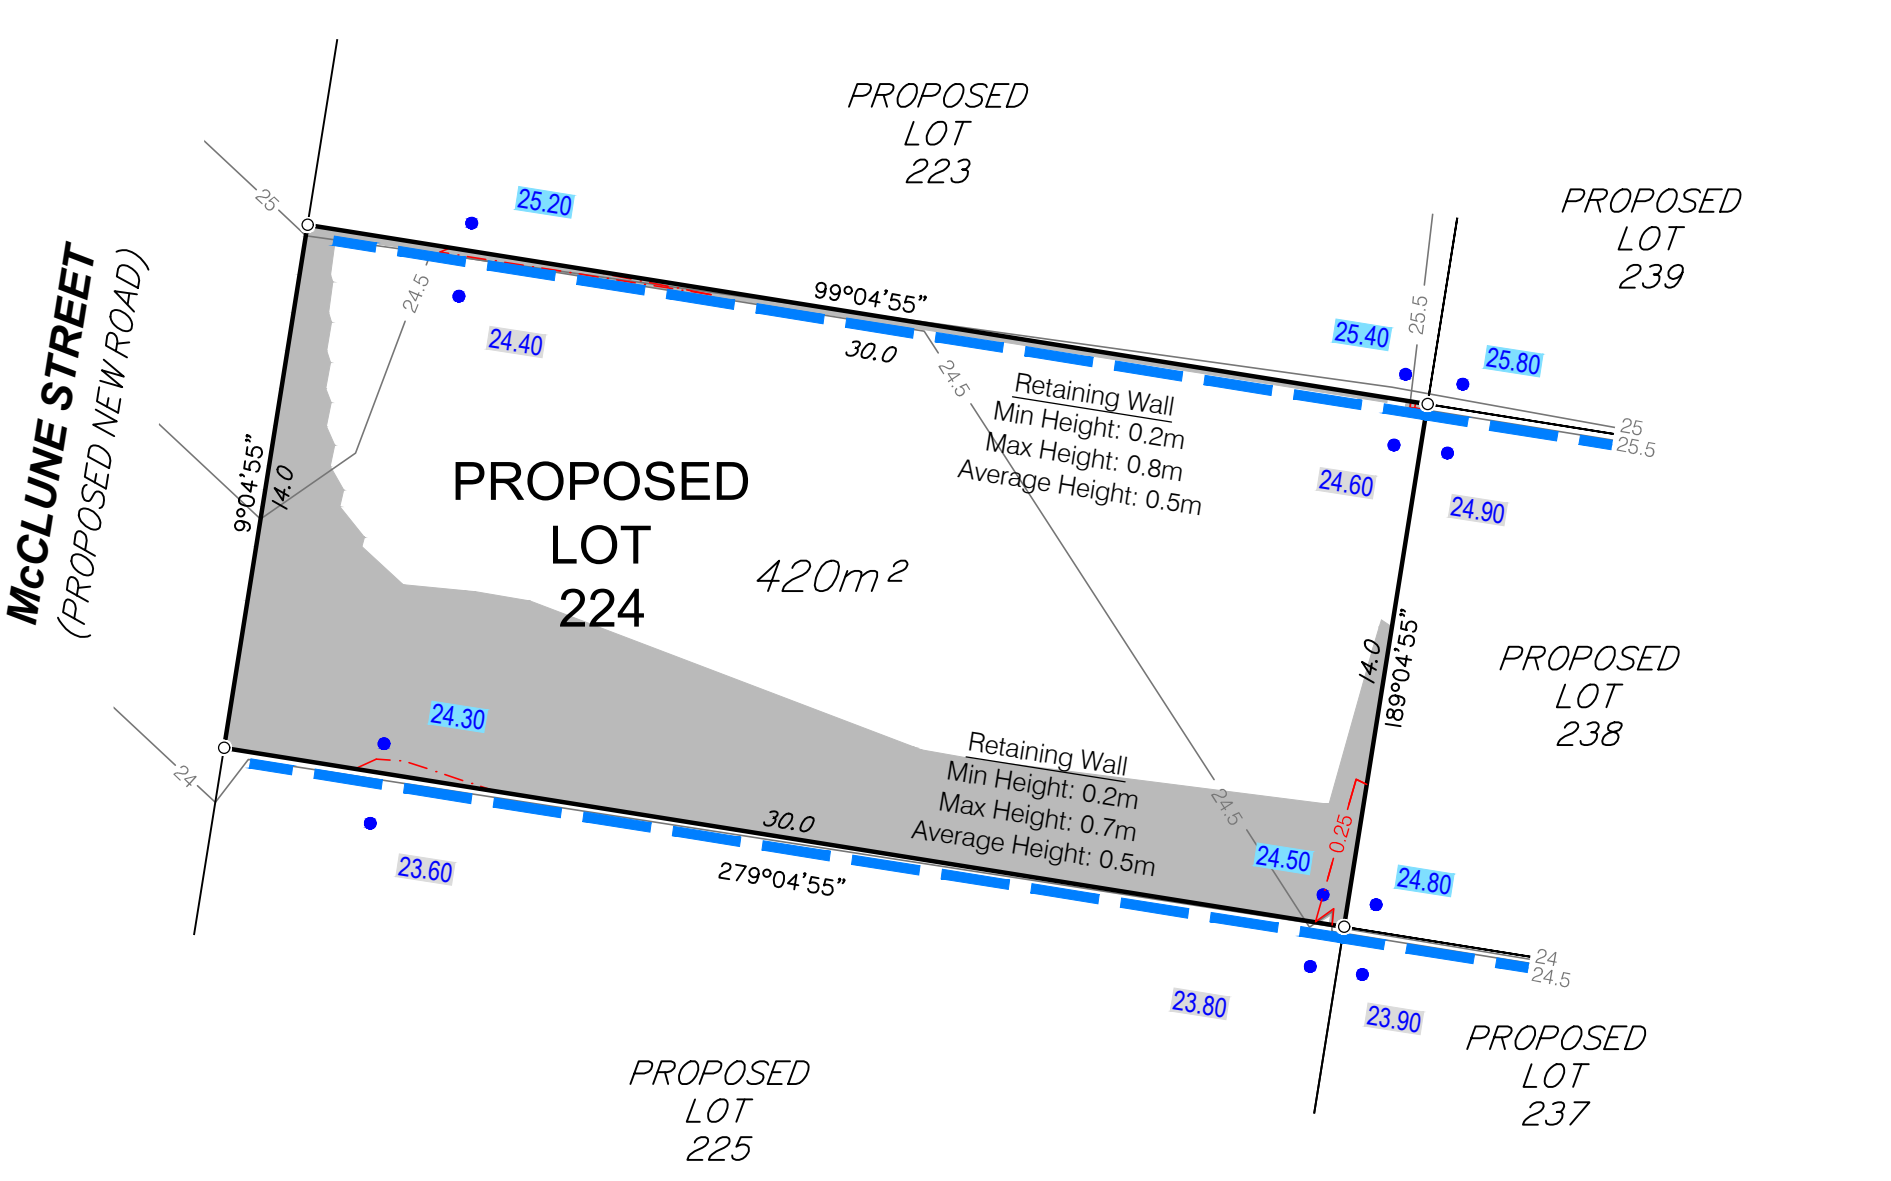 PROPOSED
LOT
223
PROPOSED
LOT
239
25
25.20
24.5
24.40
McCLUNE STREET
(PROPOSED NEW ROAD)
99°04'55"
30.0
24.5
25.5
25.40
25.80
25
25.5
24.60
24.90
Retaining Wall
Min Height: 0.2m
Max Height: 0.8m
Average Height: 0.5m
9°04'55"
14.0
PROPOSED
LOT
224
420m²
14.0
189°04'55"
PROPOSED
LOT
238
24.30
24
23.60
Retaining Wall
Min Height: 0.2m
Max Height: 0.7m
Average Height: 0.5m
30.0
279°04'55"
24.5
0.25
24.50
24.80
24
24.5
23.80
23.90
PROPOSED
LOT
237
PROPOSED
LOT
225